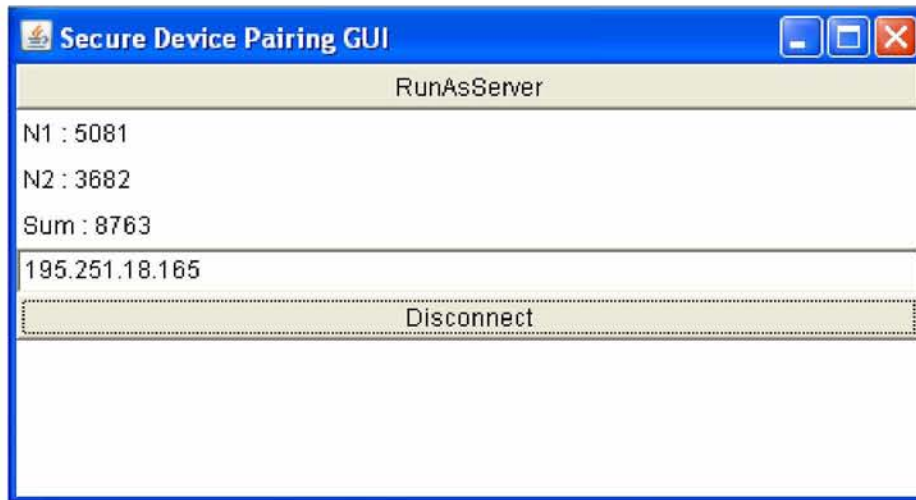 Secure Device Pairing GUI
RunAsServer
N1 : 5081
N2 : 3682
Sum : 8763
195.251.18.165
Disconnect